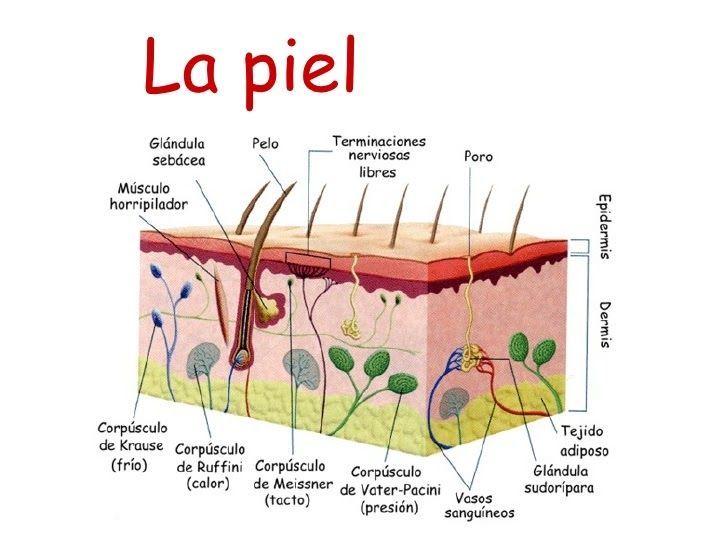 La piel
Glándula
sebácea
Pelo
Terminaciones
nerviosas
libres
Poro
Músculo
horripilador
Epidermis
Dermis
Corpúsculo
de Krause
(frío)
Corpúsculo
de Ruffini
(calor)
Corpúsculo
de Meissner
(tacto)
Corpúsculo
de Vater-Pacini
(presión)
Vasos
sanguíneos
Glándula
sudorípara
Tejido
adiposo